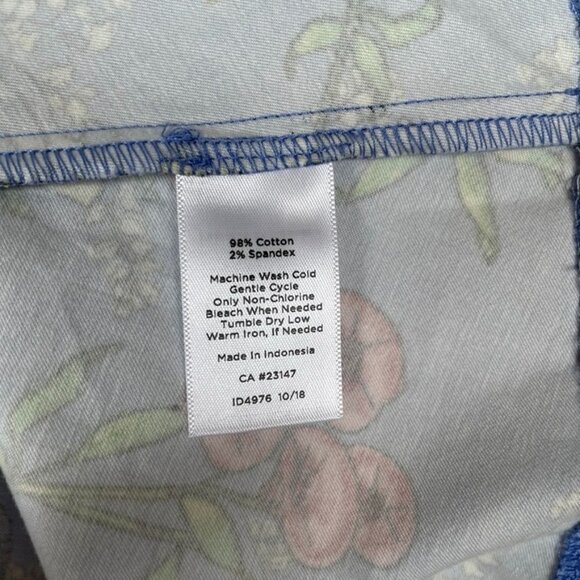 98% Cotton
2% Spandex
Machine Wash Cold
Gentle Cycle
Only Non-Chlorine
Bleach When Needed
Tumble Dry Low
Warm Iron, If Needed
Made in Indonesia
CA #23147
ID4976 10/18